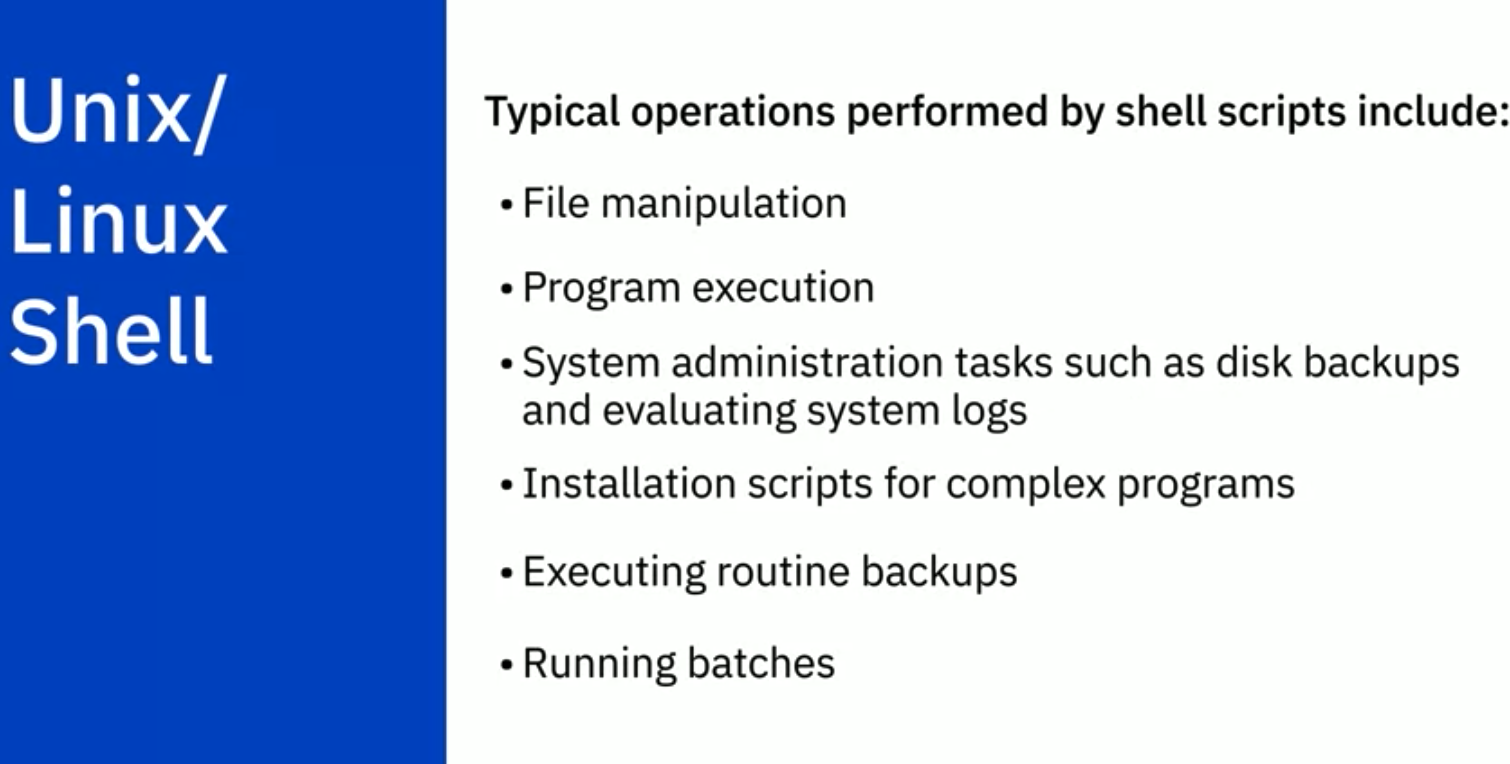 Unix/
Linux
Shell
Typical operations performed by shell scripts include:
• File manipulation
• Program execution
• System administration tasks such as disk backups
and evaluating system logs
• Installation scripts for complex programs
• Executing routine backups
• Running batches